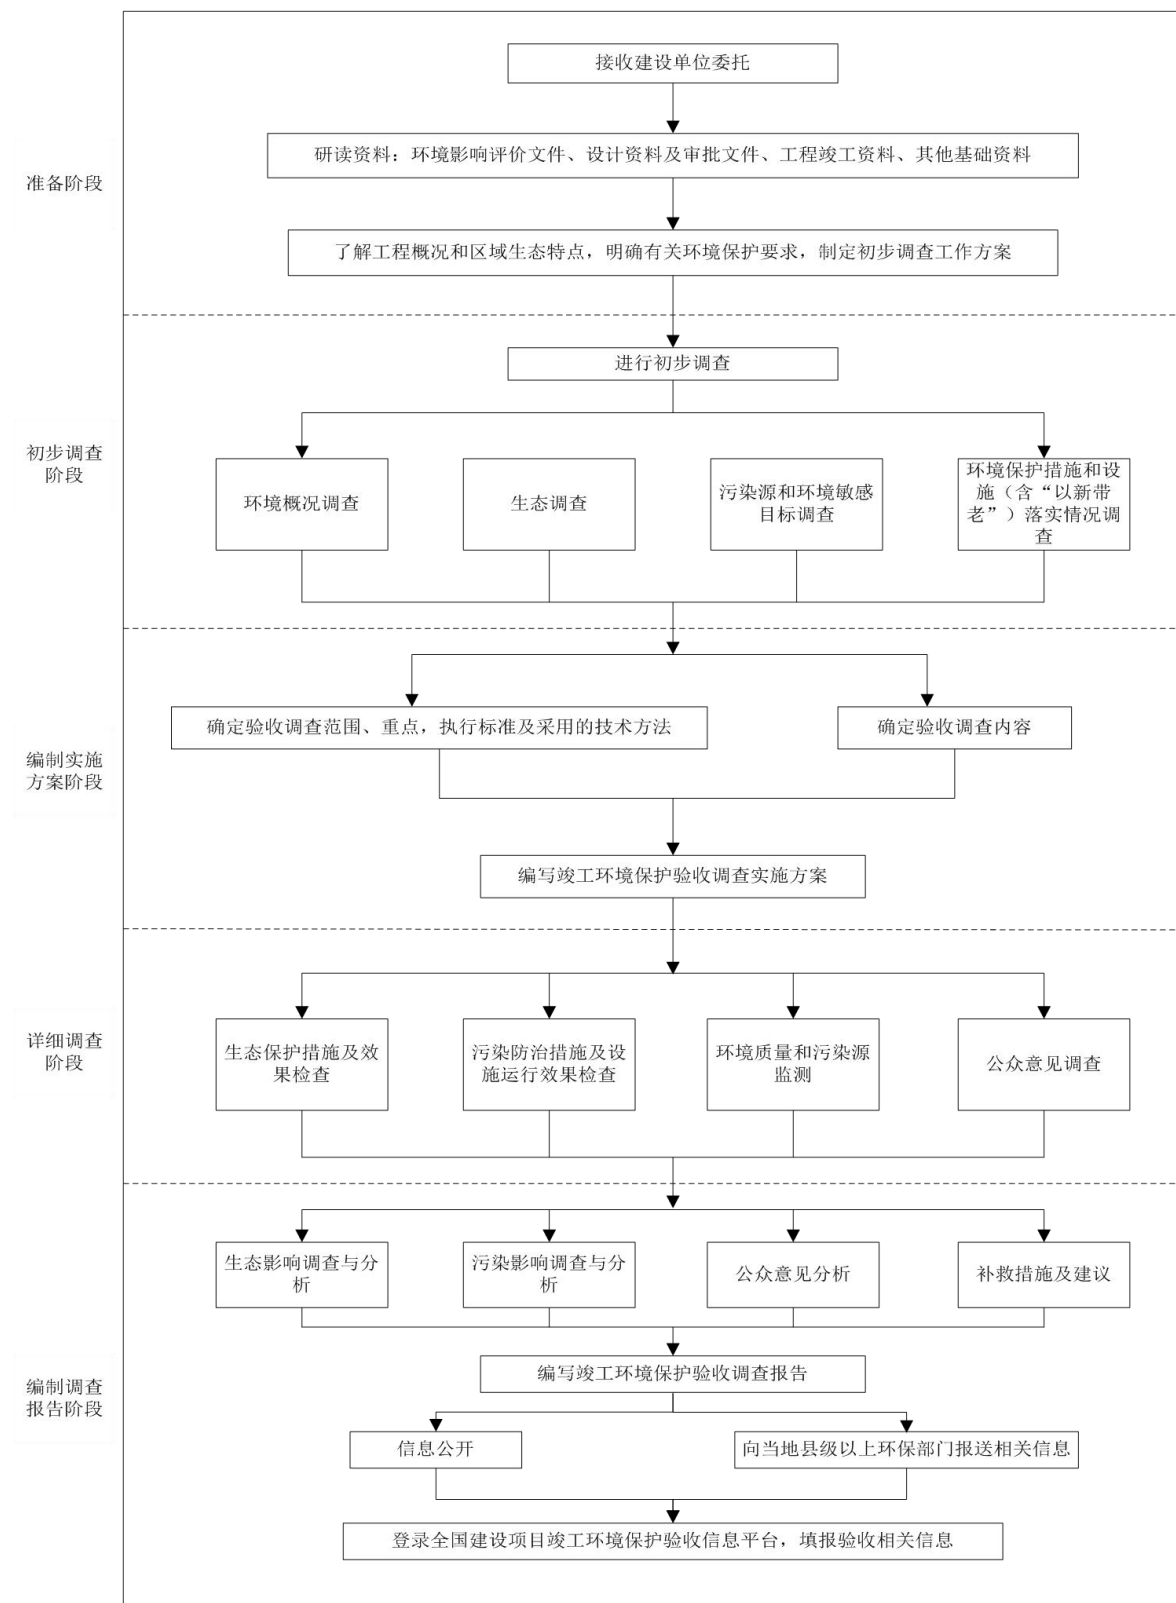 接收建设单位委托
研读资料：环境影响评价文件、设计资料及审批文件、工程竣工资料、其他基础资料
准备阶段
了解工程概况和区域生态特点，明确有关环境保护要求，制定初步调查工作方案
进行初步调查
初步调查
阶段
环境概况调查
生态调查
污染源和环境敏感
目标调查
环境保护措施和设
施（含“以新带
老”）落实情况调
查
确定验收调查范围、重点，执行标准及采用的技术方法
确定验收调查内容
编制实施
方案阶段
编写竣工环境保护验收调查实施方案
详细调查
阶段
生态保护措施及效
果检查
污染防治措施及设
施运行效果检查
环境质量和污染源
监测
公众意见调查
生态影响调查与分
析
污染影响调查与分
析
公众意见分析
补救措施及建议
编制调查
报告阶段
编写竣工环境保护验收调查报告
信息公开
向当地县级以上环保部门报送相关信息
登录全国建设项目竣工环境保护验收信息平台，填报验收相关信息